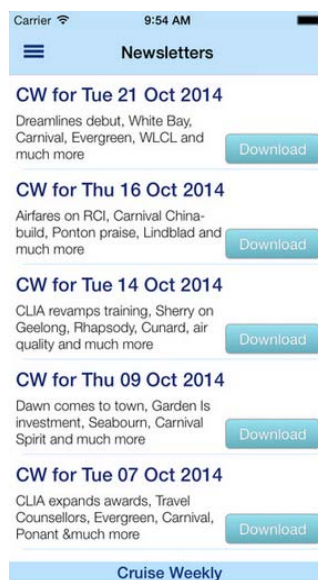 Carrier 9:54 AM
Newsletters
CW for Tue 21 Oct 2014
Dreamlines debut, White Bay,
Carnival, Evergreen, WLCL and
much more
Download
CW for Thu 16 Oct 2014
Airfares on RCI, Carnival China-
build, Ponton praise, Lindblad and
much more
Download
CW for Tue 14 Oct 2014
CLIA revamps training, Sherry on
Geelong, Rhapsody, Cunard, air
quality and much more
Download
CW for Thu 09 Oct 2014
Dawn comes to town, Garden Is
investment, Seabourn, Carnival
Spirit and much more
Download
CW for Tue 07 Oct 2014
CLIA expands awards, Travel
Counsellors, Evergreen, Carnival,
Ponant &much more
Download
Cruise Weekly